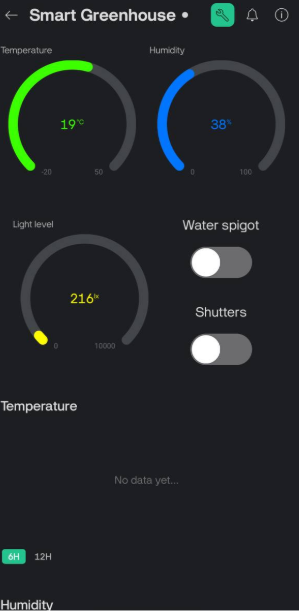 Smart Greenhouse
Temperature
Humidity
19°C
38%
-20
50
0
100
Light level
Water spigot
216lx
0
10000
Shutters
Temperature
No data yet...
6H
12H
Humidity